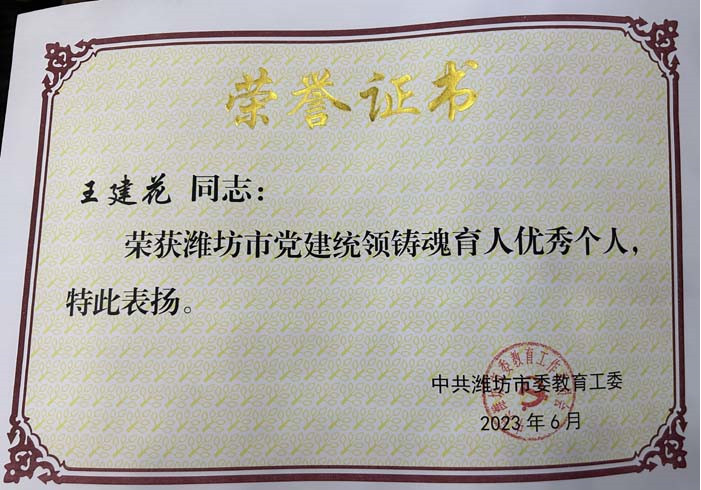 荣誉证书
王建花 同志：
荣获潍坊市党建统领铸魂育人优秀个人，
特此表扬。
中共潍坊市委教育工委
2023年6月